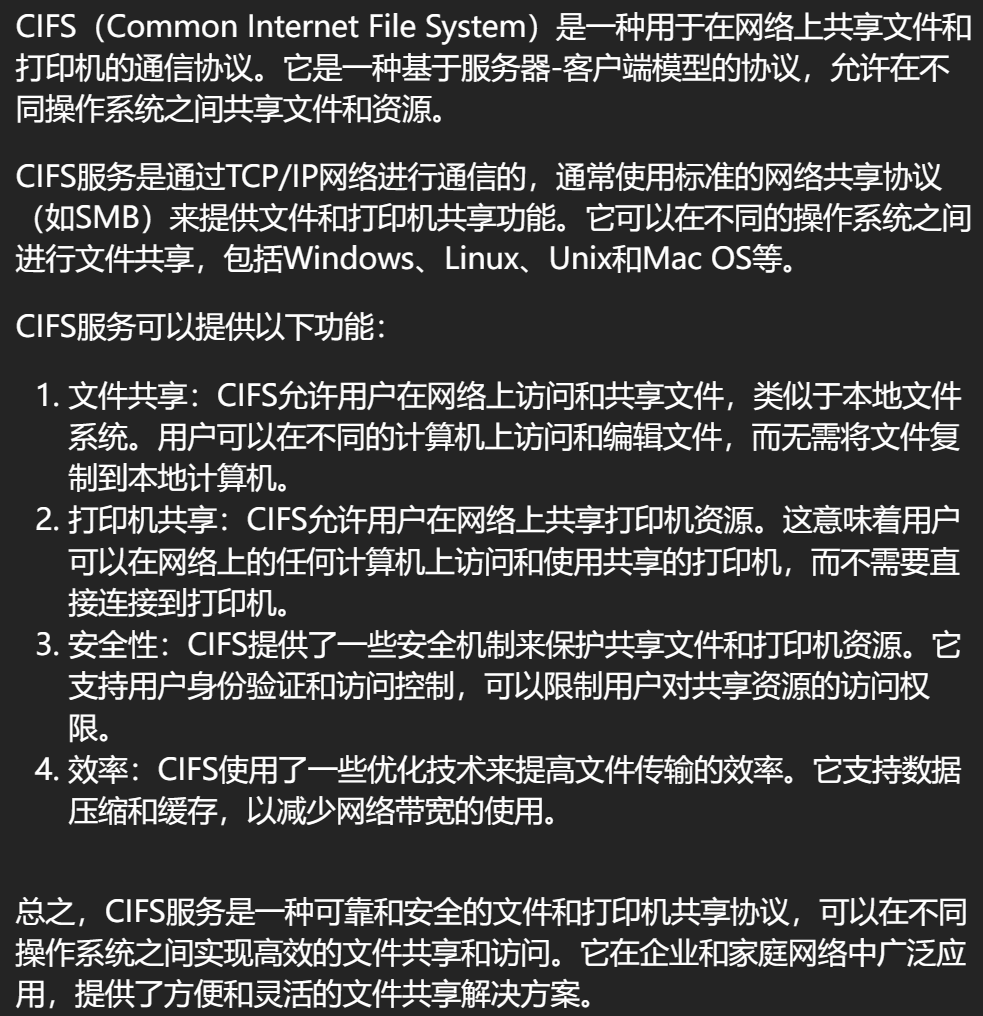 CIFS（Common Internet File System）是一种用于在网络上共享文件和
打印机的通信协议。它是一种基于服务器-客户端模型的协议，允许在不
同操作系统之间共享文件和资源。
CIFS服务是通过TCP/IP网络进行通信的，通常使用标准的网络共享协议
（如SMB）来提供文件和打印机共享功能。它可以在不同的操作系统之间
进行文件共享，包括Windows、Linux、Unix和Mac OS等。
CIFS服务可以提供以下功能：
1. 文件共享：CIFS允许用户在网络上访问和共享文件，类似于本地文件
系统。用户可以在不同的计算机上访问和编辑文件，而无需将文件复
制到本地计算机。
2. 打印机共享：CIFS允许用户在网络上共享打印机资源。这意味着用户
可以在网络上的任何计算机上访问和使用共享的打印机，而不需要直
接连接到打印机。
3. 安全性：CIFS提供了一些安全机制来保护共享文件和打印机资源。它
支持用户身份验证和访问控制，可以限制用户对共享资源的访问权
限。
4. 效率：CIFS使用了一些优化技术来提高文件传输的效率。它支持数据
压缩和缓存，以减少网络带宽的使用。
总之，CIFS服务是一种可靠和安全的文件和打印机共享协议，可以在不同
操作系统之间实现高效的文件共享和访问。它在企业和家庭网络中广泛应
用，提供了方便和灵活的文件共享解决方案。